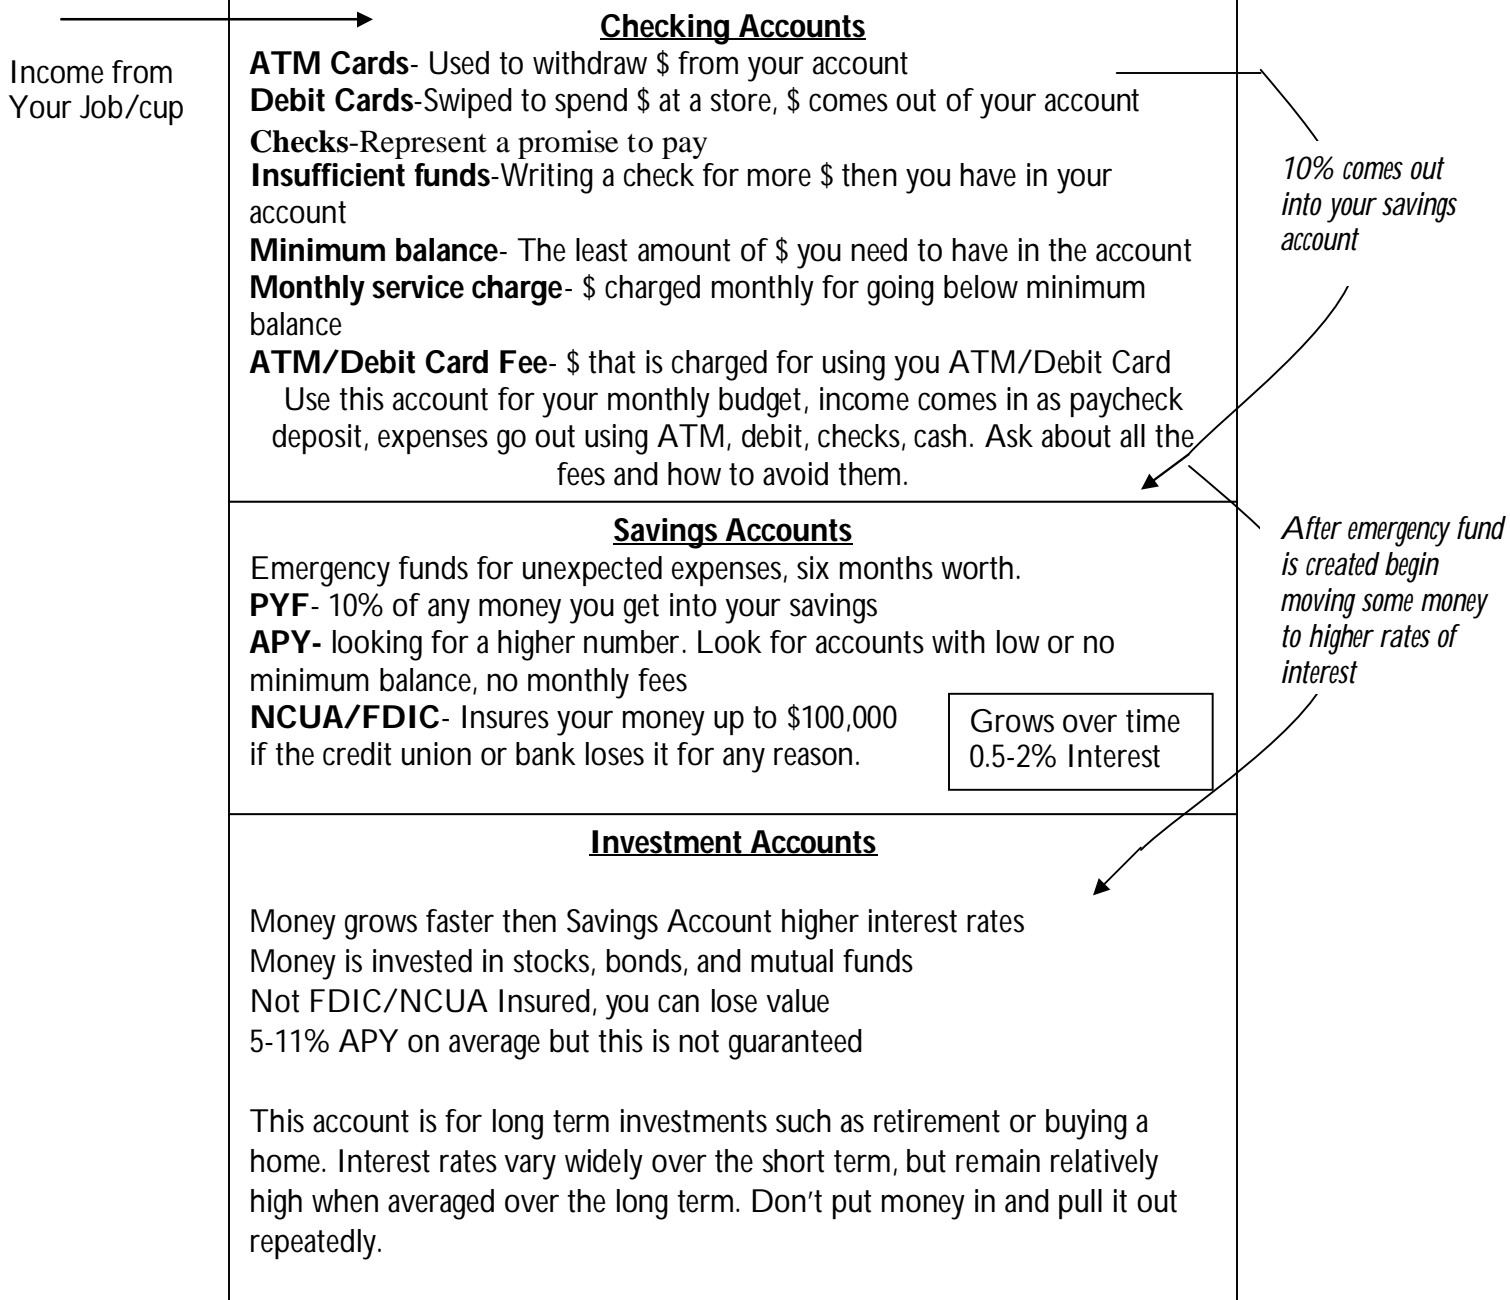 Income from
Your Job/cup
Checking Accounts
ATM Cards- Used to withdraw $ from your account
Debit Cards-Swiped to spend $ at a store, $ comes out of your account
Checks-Represent a promise to pay
Insufficient funds-Writing a check for more $ then you have in your
account
Minimum balance- The least amount of $ you need to have in the account
Monthly service charge- $ charged monthly for going below minimum
balance
ATM/Debit Card Fee- $ that is charged for using you ATM/Debit Card
Use this account for your monthly budget, income comes in as paycheck
deposit, expenses go out using ATM, debit, checks, cash. Ask about all the
fees and how to avoid them.
10% comes out
into your savings
account
Savings Accounts
Emergency funds for unexpected expenses, six months worth.
PYF- 10% of any money you get into your savings
APY- looking for a higher number. Look for accounts with low or no
minimum balance, no monthly fees
NCUA/FDIC- Insures your money up to $100,000
if the credit union or bank loses it for any reason.
Grows over time
0.5-2% Interest
After emergency fund
is created begin
moving some money
to higher rates of
interest
Investment Accounts
Money grows faster then Savings Account higher interest rates
Money is invested in stocks, bonds, and mutual funds
Not FDIC/NCUA Insured, you can lose value
5-11% APY on average but this is not guaranteed
This account is for long term investments such as retirement or buying a
home. Interest rates vary widely over the short term, but remain relatively
high when averaged over the long term. Don't put money in and pull it out
repeatedly.